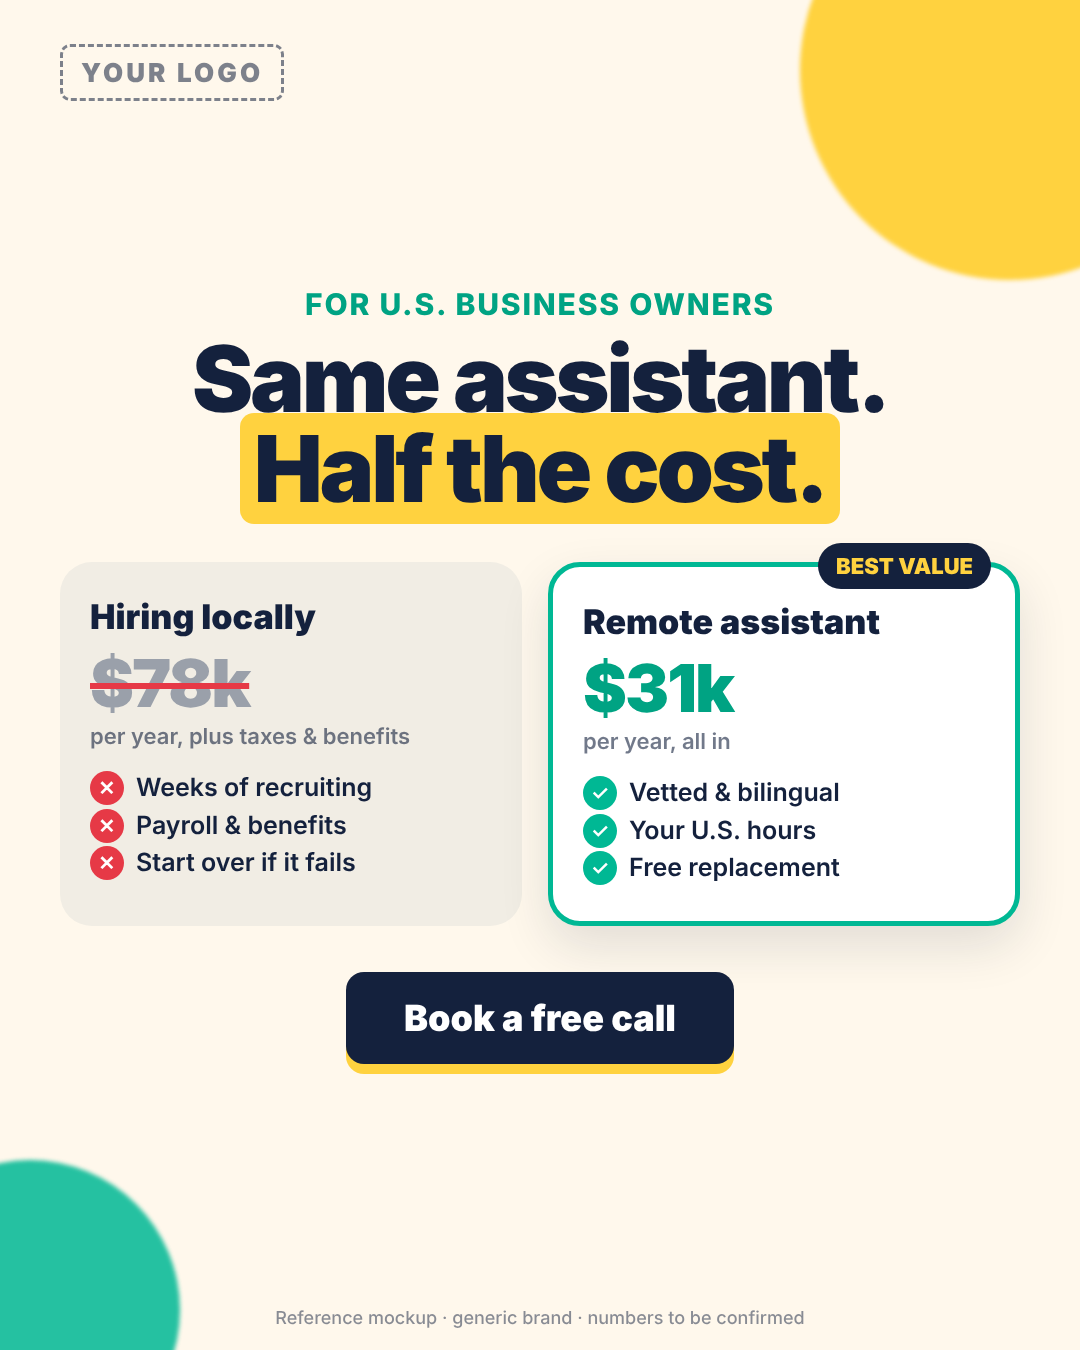 YOUR LOGO
FOR U.S. BUSINESS OWNERS
Same assistant.
Half the cost.
Hiring locally
$78k
per year, plus taxes & benefits
Weeks of recruiting
Payroll & benefits
Start over if it fails
BEST VALUE
Remote assistant
$31k
per year, all in
Vetted & bilingual
Your U.S. hours
Free replacement
Book a free call
Reference mockup · generic brand · numbers to be confirmed